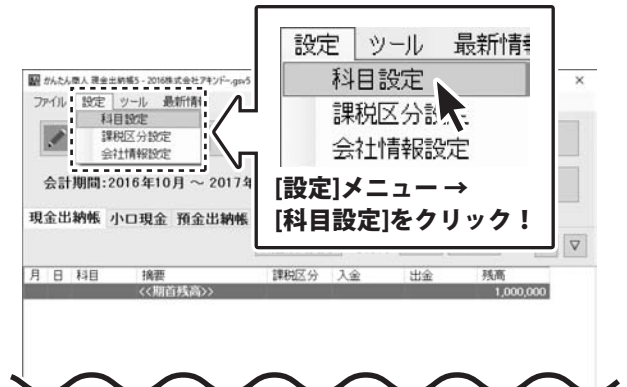 設定 ツール 最新情
科目設定
課税区分設
会社情報設定
[設定]メニュー →
[科目設定]をクリック！
かんたん商人 現金出納帳5 - 2016株式会社アキンドー.gsv5
ファイル 設定 ツール 最新情
科目設定
課税区分設定
会社情報設定
会計期間:2016年10月 ～ 2017年
現金出納帳 小口現金 預金出納帳
月 日 科目 摘要 課税区分 入金 出金 残高
<<期首残高>> 1,000,000